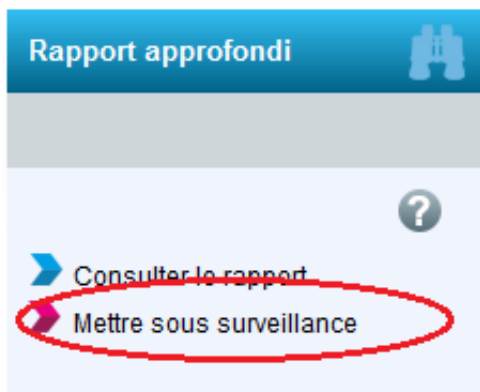 Rapport approfondi
?
Consulter le rapport
Mettre sous surveillance